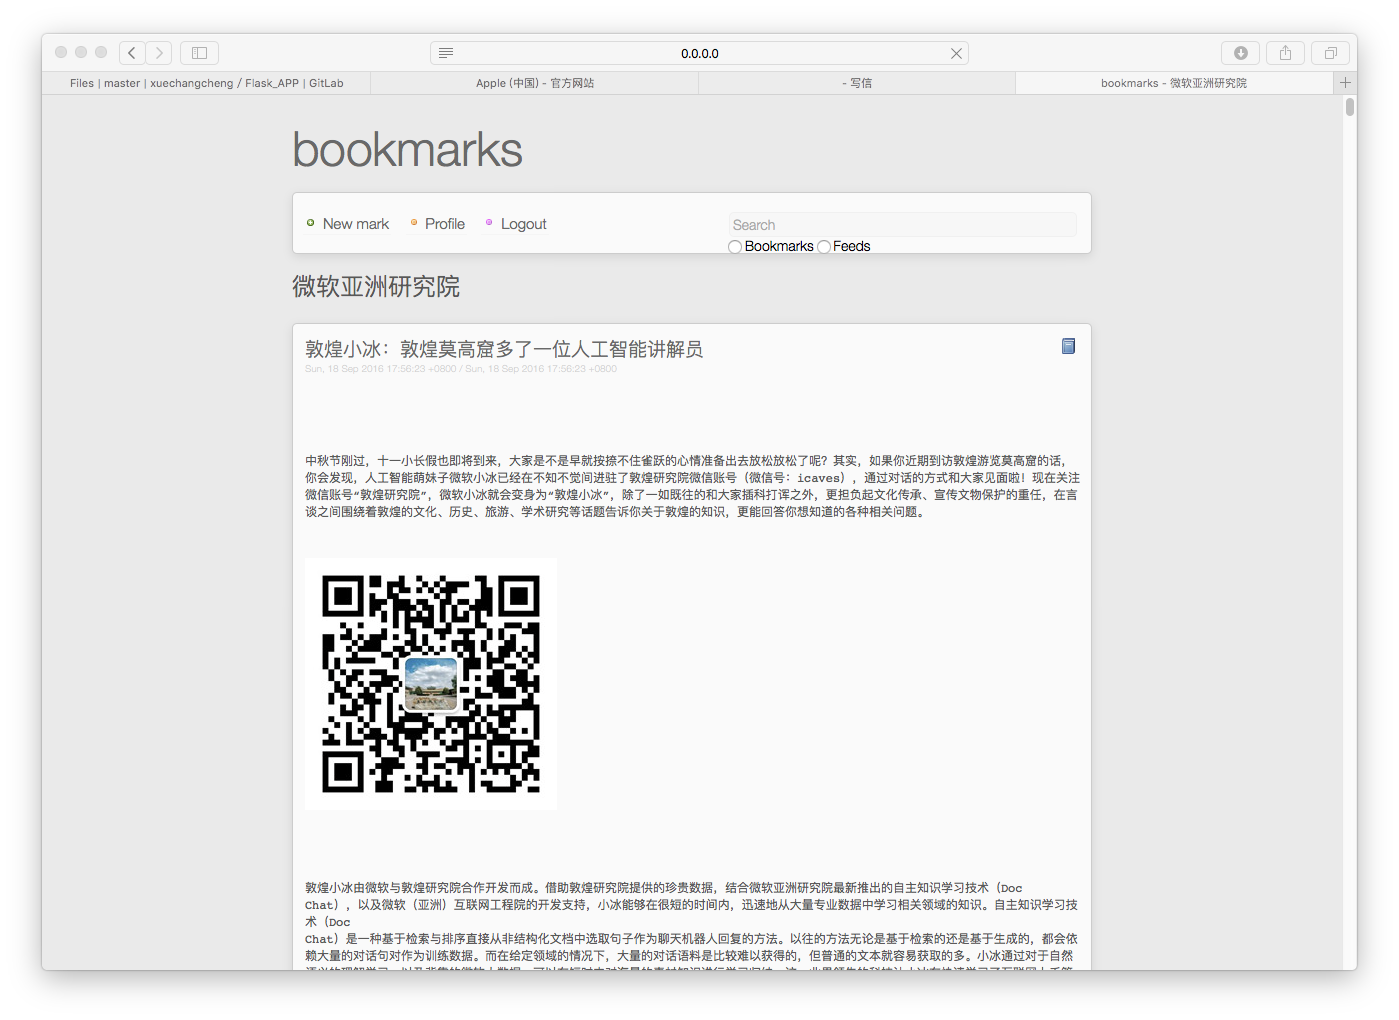 0.0.0.0
Files | master | xuechangcheng / Flask_APP | GitLab
Apple (中国) - 官方网站
- 写信
bookmarks - 微软亚洲研究院
bookmarks
New mark
Profile
Logout
Search
Bookmarks
Feeds
微软亚洲研究院
敦煌小冰：敦煌莫高窟多了一位人工智能讲解员
Sun, 18 Sep 2016 17:56:23 +0800 / Sun, 18 Sep 2016 17:56:23 +0800
中秋节刚过，十一小长假也即将到来，大家是不是早就按捺不住雀跃的心情准备出去放松放松了呢？其实，如果你近期到访敦煌游览莫高窟的话，
你会发现，人工智能萌妹子微软小冰已经在不知不觉间进驻了敦煌研究院微信账号（微信号：icaves），通过对话的方式和大家见面啦！现在关注
微信账号“敦煌研究院”，微软小冰就会变身为“敦煌小冰”，除了一如既往的和大家插科打诨之外，更担负起文化传承、宣传文物保护的重任，在言
谈之间围绕着敦煌的文化、历史、旅游、学术研究等话题告诉你关于敦煌的知识，更能回答你想知道的各种相关问题。
敦煌小冰由微软与敦煌研究院合作开发而成。借助敦煌研究院提供的珍贵数据，结合微软亚洲研究院最新推出的自主知识学习技术（Doc
Chat），以及微软（亚洲）互联网工程院的开发支持，小冰能够在很短的时间内，迅速地从大量专业数据中学习相关领域的知识。自主知识学习技
术（Doc
Chat）是一种基于检索与排序直接从非结构化文档中选取句子作为聊天机器人回复的方法。以往的方法无论是基于检索的还是基于生成的，都会依
赖大量的对话句对作为训练数据。而在给定领域的情况下，大量的对话语料是比较难以获得的，但普通的文本就容易获取的多。小冰通过对于自然